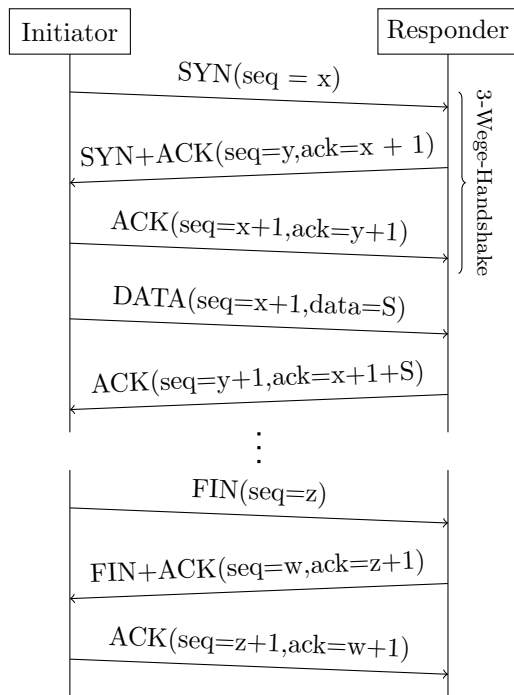 Initiator
Responder
SYN(seq = x)
SYN+ACK(seq=y,ack=x + 1)
ACK(seq=x+1,ack=y+1)
3-Wege-Handshake
DATA(seq=x+1,data=S)
ACK(seq=y+1,ack=x+1+S)
⋮
FIN(seq=z)
FIN+ACK(seq=w,ack=z+1)
ACK(seq=z+1,ack=w+1)